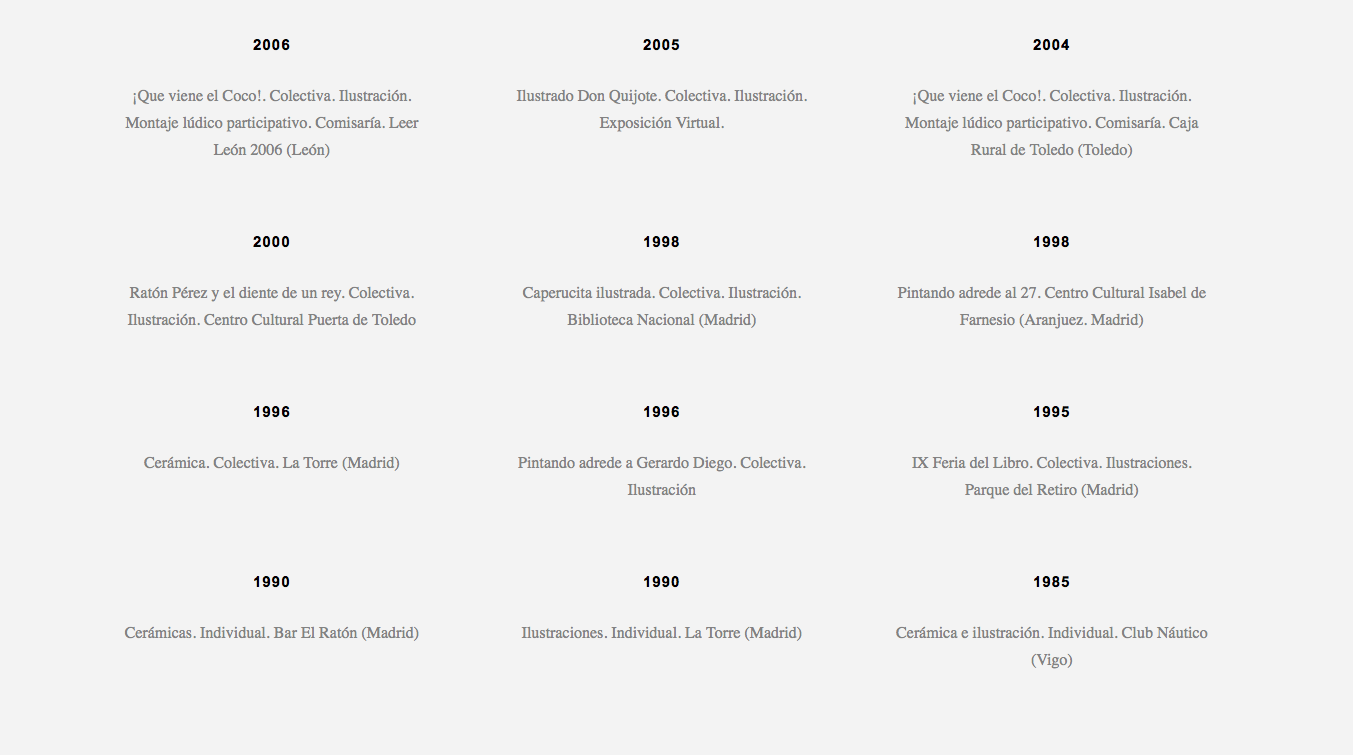 2006
¡Que viene el Coco!. Colectiva. Ilustración.
Montaje lúdico participativo. Comisaría. Leer
León 2006 (León)
2005
Ilustrado Don Quijote. Colectiva. Ilustración.
Exposición Virtual.
2004
¡Que viene el Coco!. Colectiva. Ilustración.
Montaje lúdico participativo. Comisaría. Caja
Rural de Toledo (Toledo)
2000
Ratón Pérez y el diente de un rey. Colectiva.
Ilustración. Centro Cultural Puerta de Toledo
1998
Caperucita ilustrada. Colectiva. Ilustración.
Biblioteca Nacional (Madrid)
1998
Pintando adrede al 27. Centro Cultural Isabel de
Farnesio (Aranjuez. Madrid)
1996
Cerámica. Colectiva. La Torre (Madrid)
1996
Pintando adrede a Gerardo Diego. Colectiva.
Ilustración
1995
IX Feria del Libro. Colectiva. Ilustraciones.
Parque del Retiro (Madrid)
1990
Cerámicas. Individual. Bar El Ratón (Madrid)
1990
Ilustraciones. Individual. La Torre (Madrid)
1985
Cerámica e ilustración. Individual. Club Náutico
(Vigo)